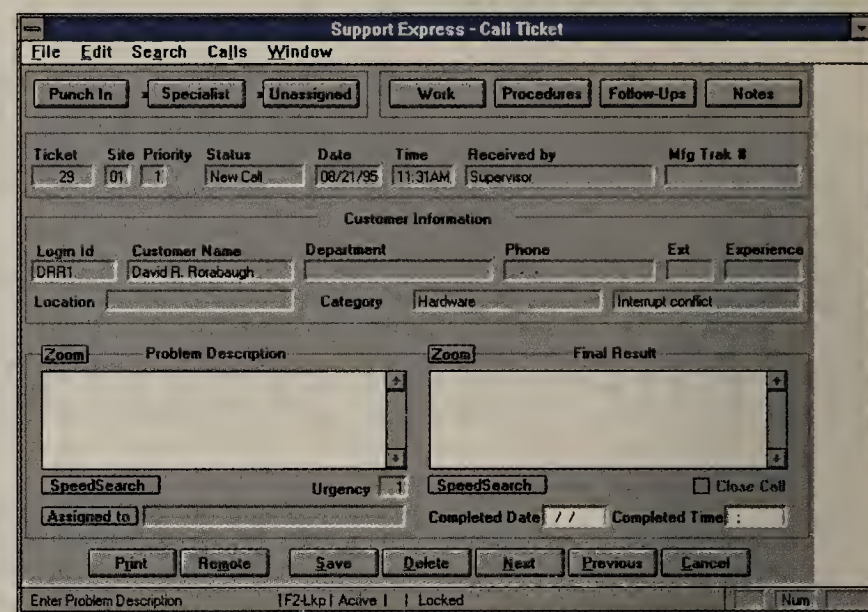 Support Express - Call Ticket
File Edit Search Calls Window
Punch In Specialist Unassigned Work Procedures Follow-Ups Notes
Ticket Site Priority Status Date Time Received by Mfg Trak #
29 01 1 New Call 08/21/95 11:31AM Supervisor
Customer Information
Login Id Customer Name Department Phone Ext Experience
DRR1 David R. Rorabaugh - -
Location Category Hardware Interrupt conflict
Zoom Problem Description Zoom Final Result
SpeedSearch Urgency 1 SpeedSearch Close Call
Assigned to Completed Date / / Completed Time :
Print Remote Save Delete Next Previous Cancel
Enter Problem Description F2-Lkp Active Locked Num